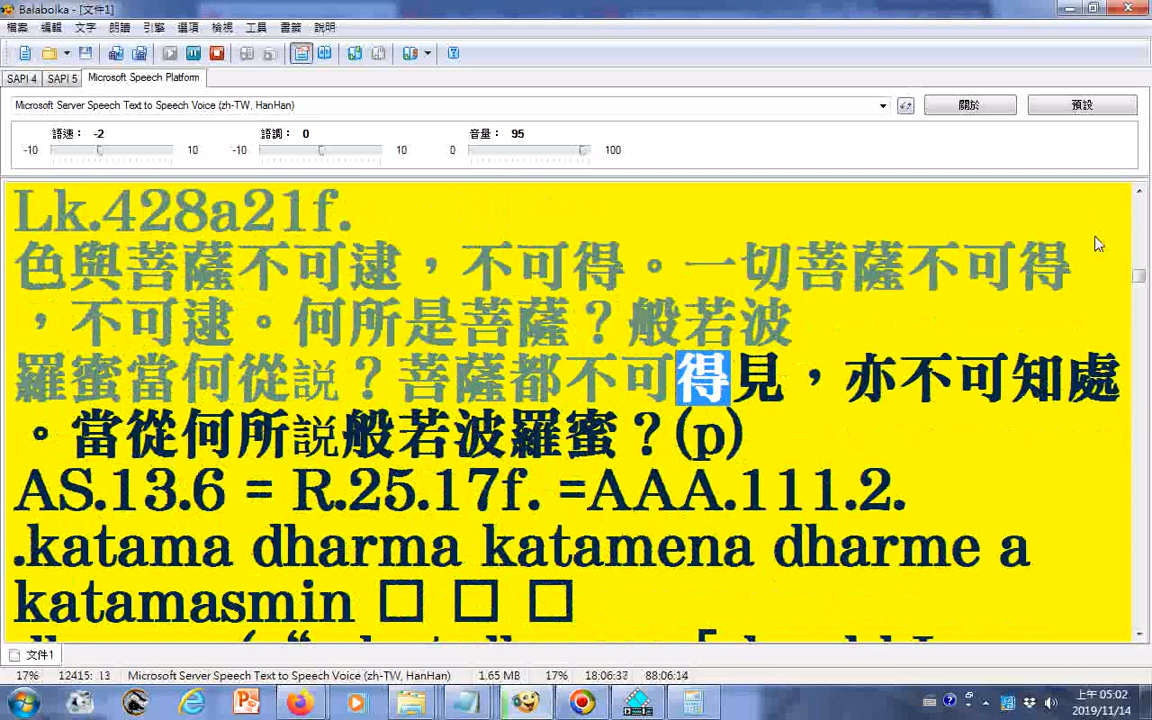 Balabolka - [文件1]
檔案 編輯 文字 朗讀 引擎 選項 檢視 工具 書籤 說明
SAPI 4 SAPI 5 Microsoft Speech Platform
Microsoft Server Speech Text to Speech Voice (zh-TW, HanHan) 關於 預設
語速： -2 語調： 0 音量： 95
-10 10 -10 10 0 100
Lk.428a21f.
色與菩薩不可逮，不可得。一切菩薩不可得
，不可逮。何所是菩薩？般若波
羅蜜當何從説？菩薩都不可得見，亦不可知處
。當從何所説般若波羅蜜？(p)
AS.13.6 = R.25.17f. =AAA.111.2.
.katama dharma katamena dharme a
katamasmin □ □ □
文件1
17% 12415: 13 Microsoft Server Speech Text to Speech Voice (zh-TW, HanHan) 1.65 MB 17% 18:06:33 88:06:14
上午 05:02
2019/11/14